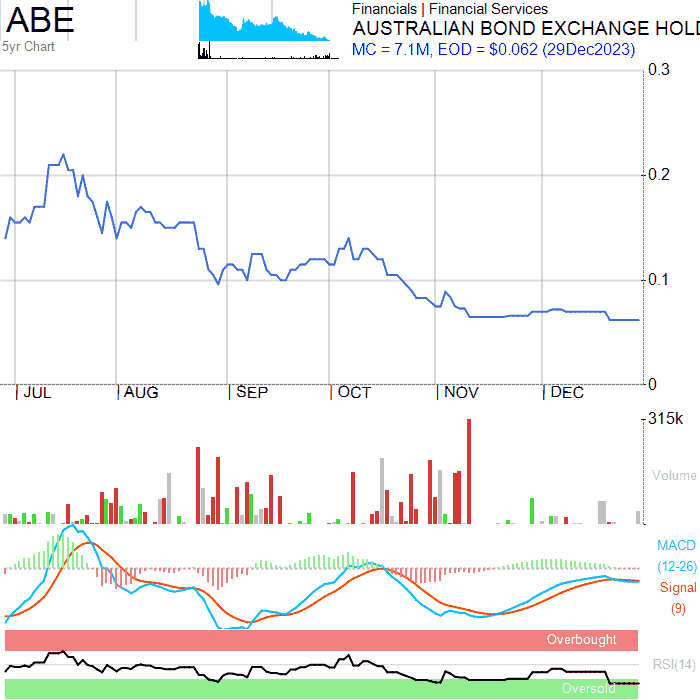 ABE
5yr Chart
Financials | Financial Services
AUSTRALIAN BOND EXCHANGE HOLD
MC = 7.1M, EOD = $0.062 (29Dec2023)
0.3
0.2
0.1
0
JUL AUG SEP OCT NOV DEC
315k
Volume
MACD
(12-26)
Signal
(9)
Overbought
RSI(14)
Oversold